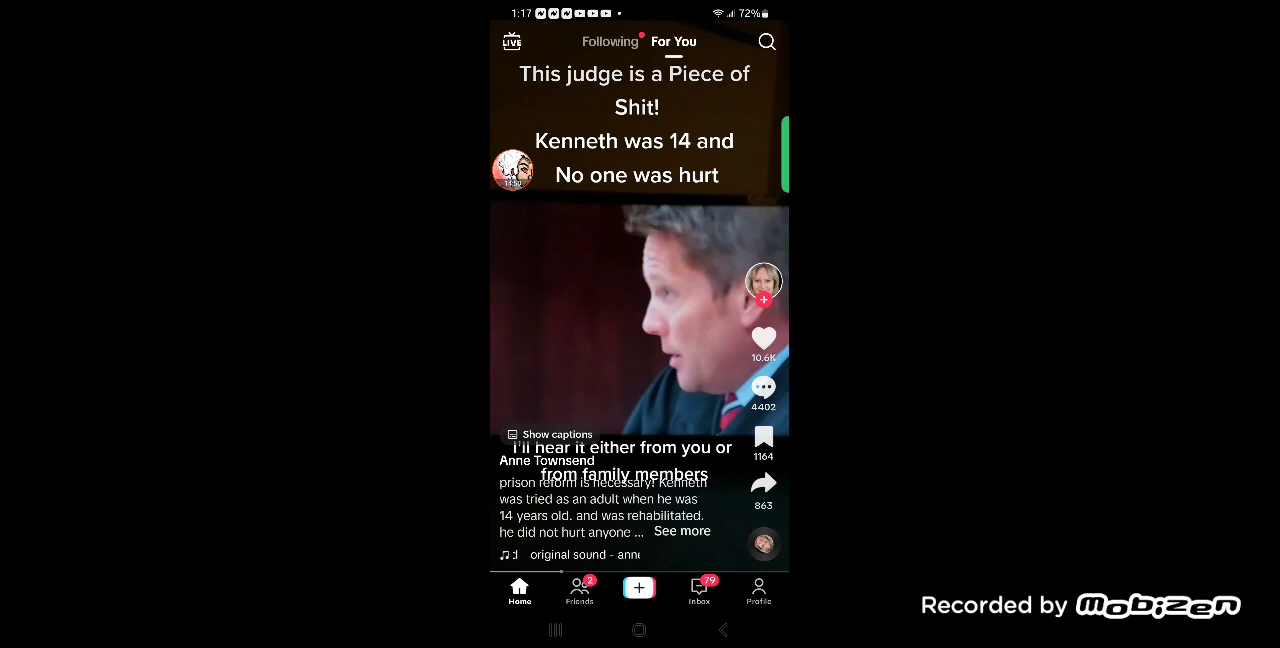 1:17
72%
LIVE
Following
For You
This judge is a Piece of
Shit!
Kenneth was 14 and
No one was hurt
14:50
10.6K
4402
Show captions
I'll hear it either from you or
from family members
Anne Townsend
prison reform is necessary! Kenneth
was tried as an adult when he was
14 years old. and was rehabilitated.
he did not hurt anyone ... See more
1164
863
d original sound - anne
Home
2
Friends
79
Inbox
Profile
Recorded by mobizen